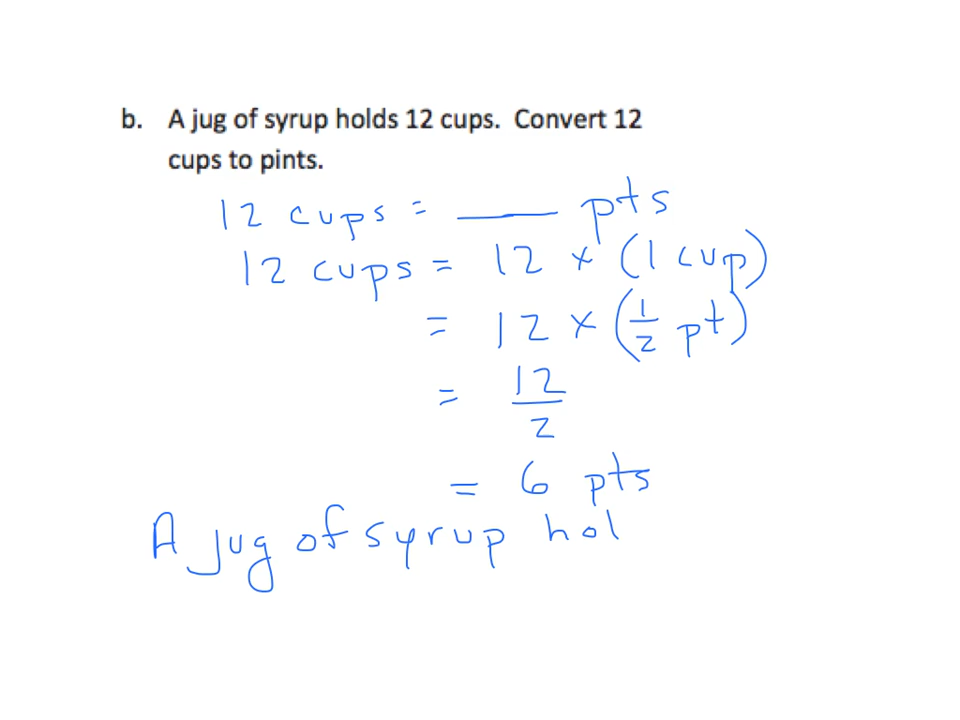 b. A jug of syrup holds 12 cups. Convert 12
cups to pints.
12 cups = ___ pts
12 cups = 12 × (1 cup)
= 12 × (1/2 pt)
= 12/2
= 6 pts
A jug of syrup hol